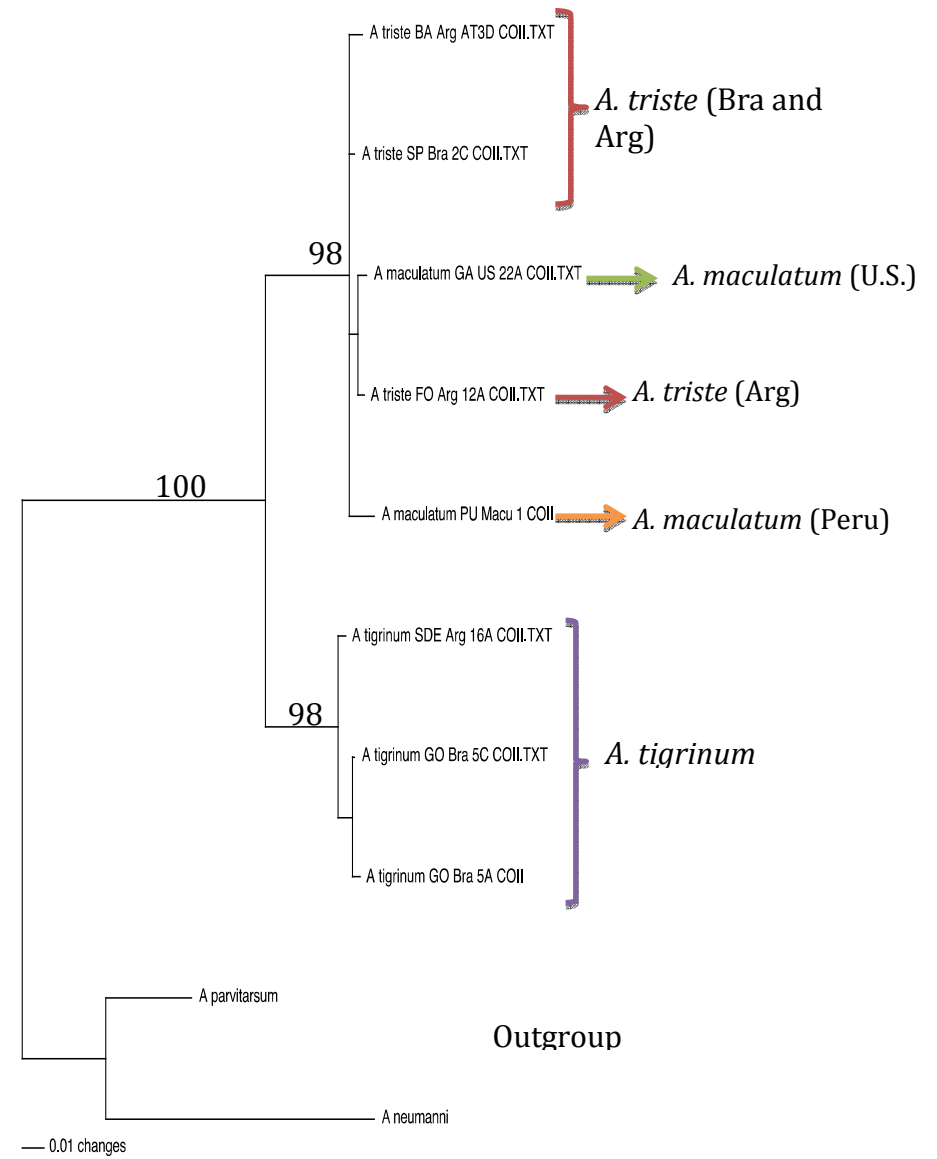 A triste BA Arg AT3D COII.TXT
A. triste (Bra and
Arg)
A triste SP Bra 2C COII.TXT
98
A maculatum GA US 22A COII.TXT
A. maculatum (U.S.)
A triste FO Arg 12A COII.TXT
A. triste (Arg)
100
A maculatum PU Macu 1 COII
A. maculatum (Peru)
A tigrinum SDE Arg 16A COII.TXT
98
A tigrinum GO Bra 5C COII.TXT
A. tigrinum
A tigrinum GO Bra 5A COII
A parvitarsum
Outgroup
A neumanni
0.01 changes